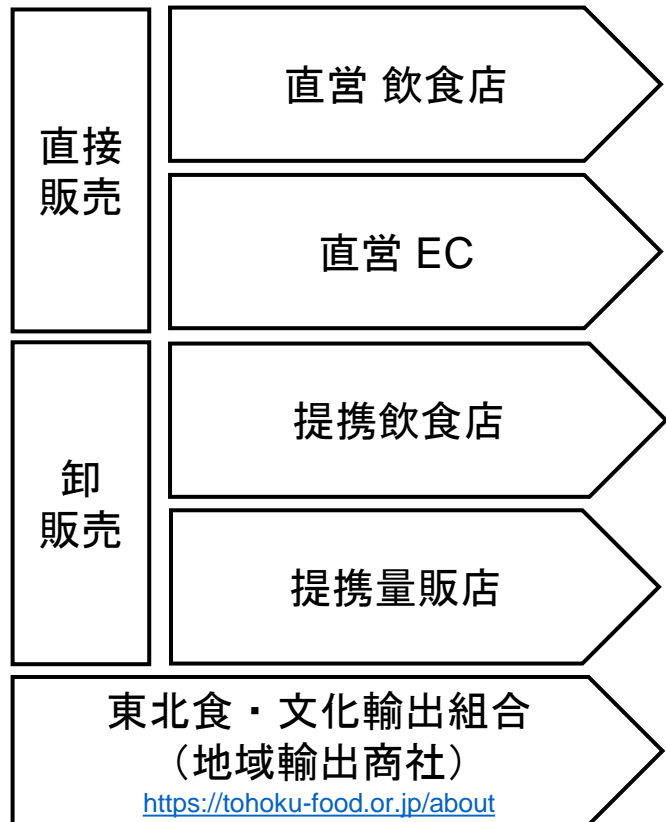 直接
販売
直営 飲食店
直営 EC
卸
販売
提携飲食店
提携量販店
東北食・文化輸出組合
（地域輸出商社）
https://tohoku-food.or.jp/about